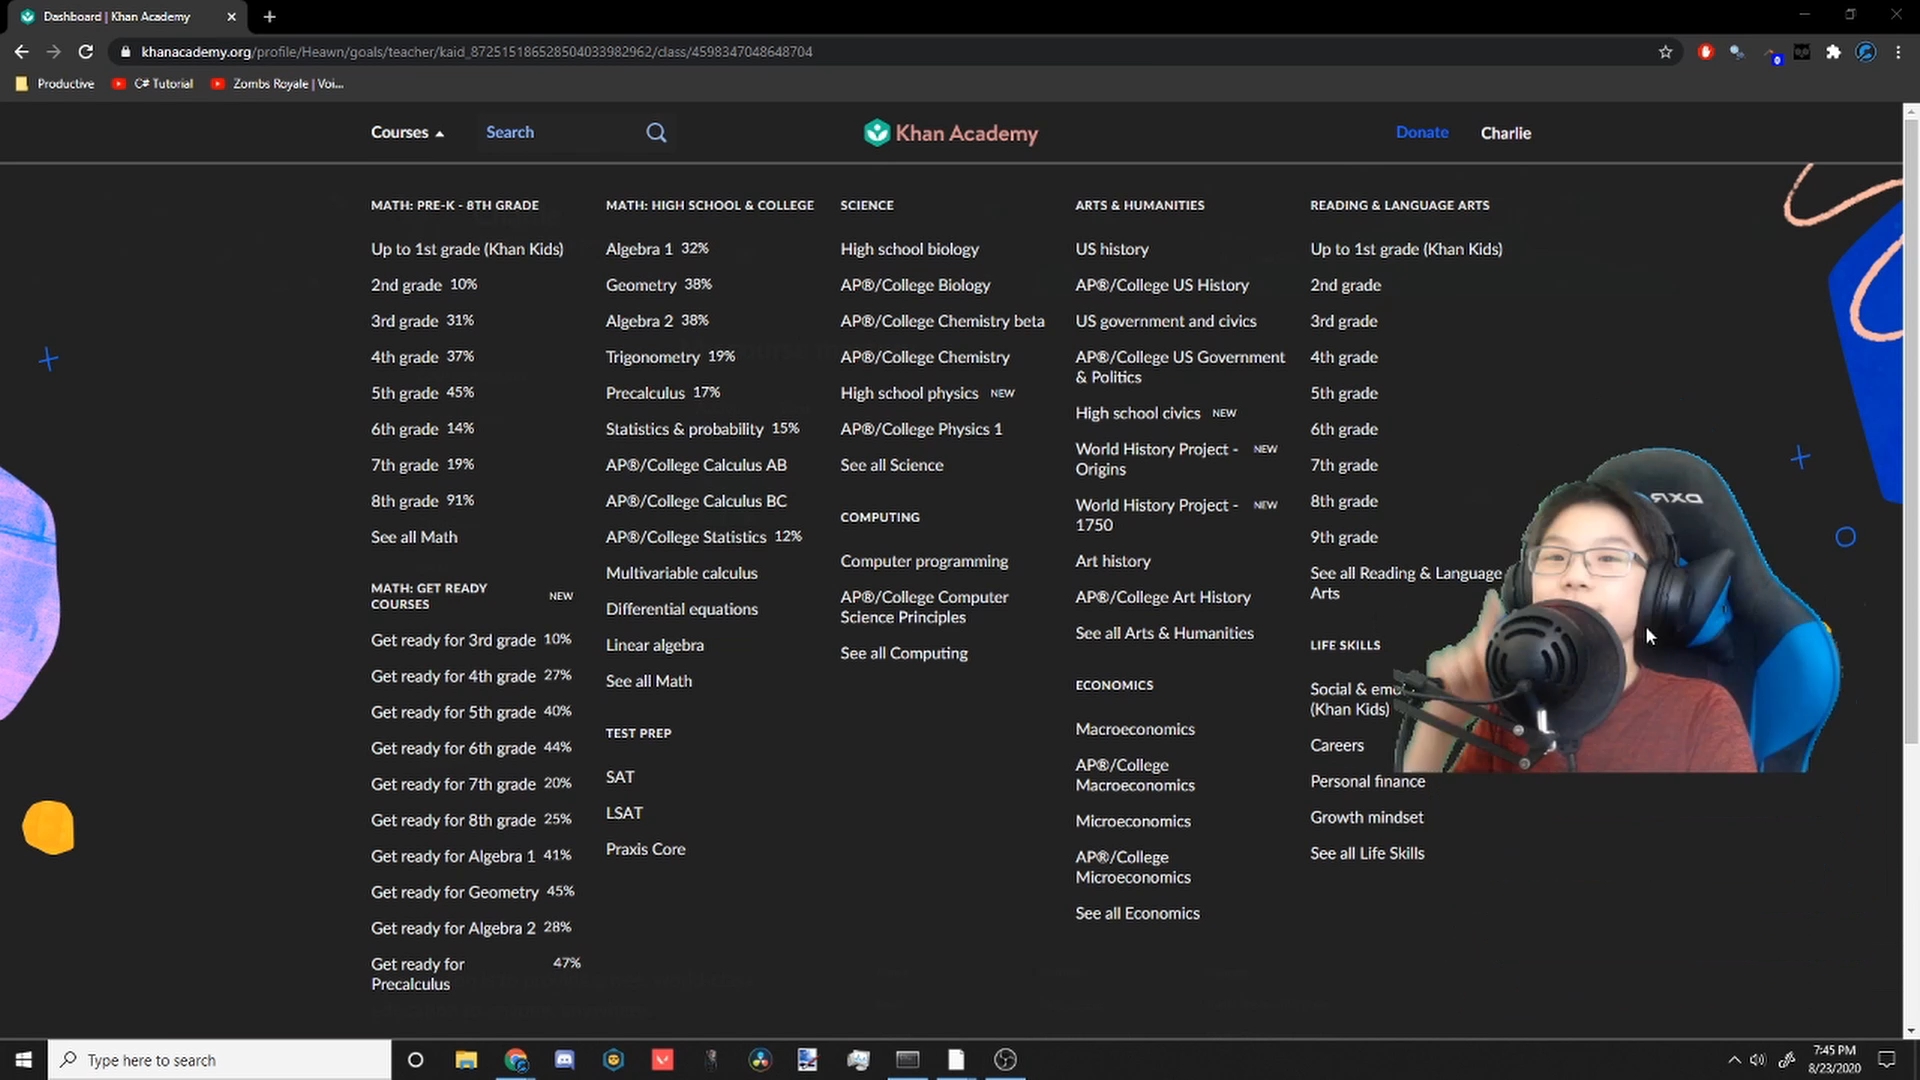 Dashboard | Khan Academy
khanacademy.org/profile/Heawn/goals/teacher/kaid_872515186528504033982962/class/4598347048648704
Productive
C# Tutorial
Zombs Royale | Voi...
Courses
Search
Khan Academy
Donate
Charlie
MATH: PRE-K - 8TH GRADE
Up to 1st grade (Khan Kids)
2nd grade 10%
3rd grade 31%
4th grade 37%
5th grade 45%
6th grade 14%
7th grade 19%
8th grade 91%
See all Math
MATH: GET READY
COURSES
NEW
Get ready for 3rd grade 10%
Get ready for 4th grade 27%
Get ready for 5th grade 40%
Get ready for 6th grade 44%
Get ready for 7th grade 20%
Get ready for 8th grade 25%
Get ready for Algebra 1 41%
Get ready for Geometry 45%
Get ready for Algebra 2 28%
Get ready for 47%
Precalculus
MATH: HIGH SCHOOL & COLLEGE
Algebra 1 32%
Geometry 38%
Algebra 2 38%
Trigonometry 19%
Precalculus 17%
Statistics & probability 15%
AP®/College Calculus AB
AP®/College Calculus BC
AP®/College Statistics 12%
Multivariable calculus
Differential equations
Linear algebra
See all Math
TEST PREP
SAT
LSAT
Praxis Core
SCIENCE
High school biology
AP®/College Biology
AP®/College Chemistry beta
AP®/College Chemistry
High school physics NEW
AP®/College Physics 1
See all Science
COMPUTING
Computer programming
AP®/College Computer
Science Principles
See all Computing
ARTS & HUMANITIES
US history
AP®/College US History
US government and civics
AP®/College US Government
& Politics
High school civics NEW
World History Project - NEW
Origins
World History Project - NEW
1750
Art history
AP®/College Art History
See all Arts & Humanities
ECONOMICS
Macroeconomics
AP®/College
Macroeconomics
Microeconomics
AP®/College
Microeconomics
See all Economics
READING & LANGUAGE ARTS
Up to 1st grade (Khan Kids)
2nd grade
3rd grade
4th grade
5th grade
6th grade
7th grade
8th grade
9th grade
See all Reading & Language
Arts
LIFE SKILLS
Social & emo
(Khan Kids)
Careers
Personal finance
Growth mindset
See all Life Skills
Type here to search
7:45 PM
8/23/2020